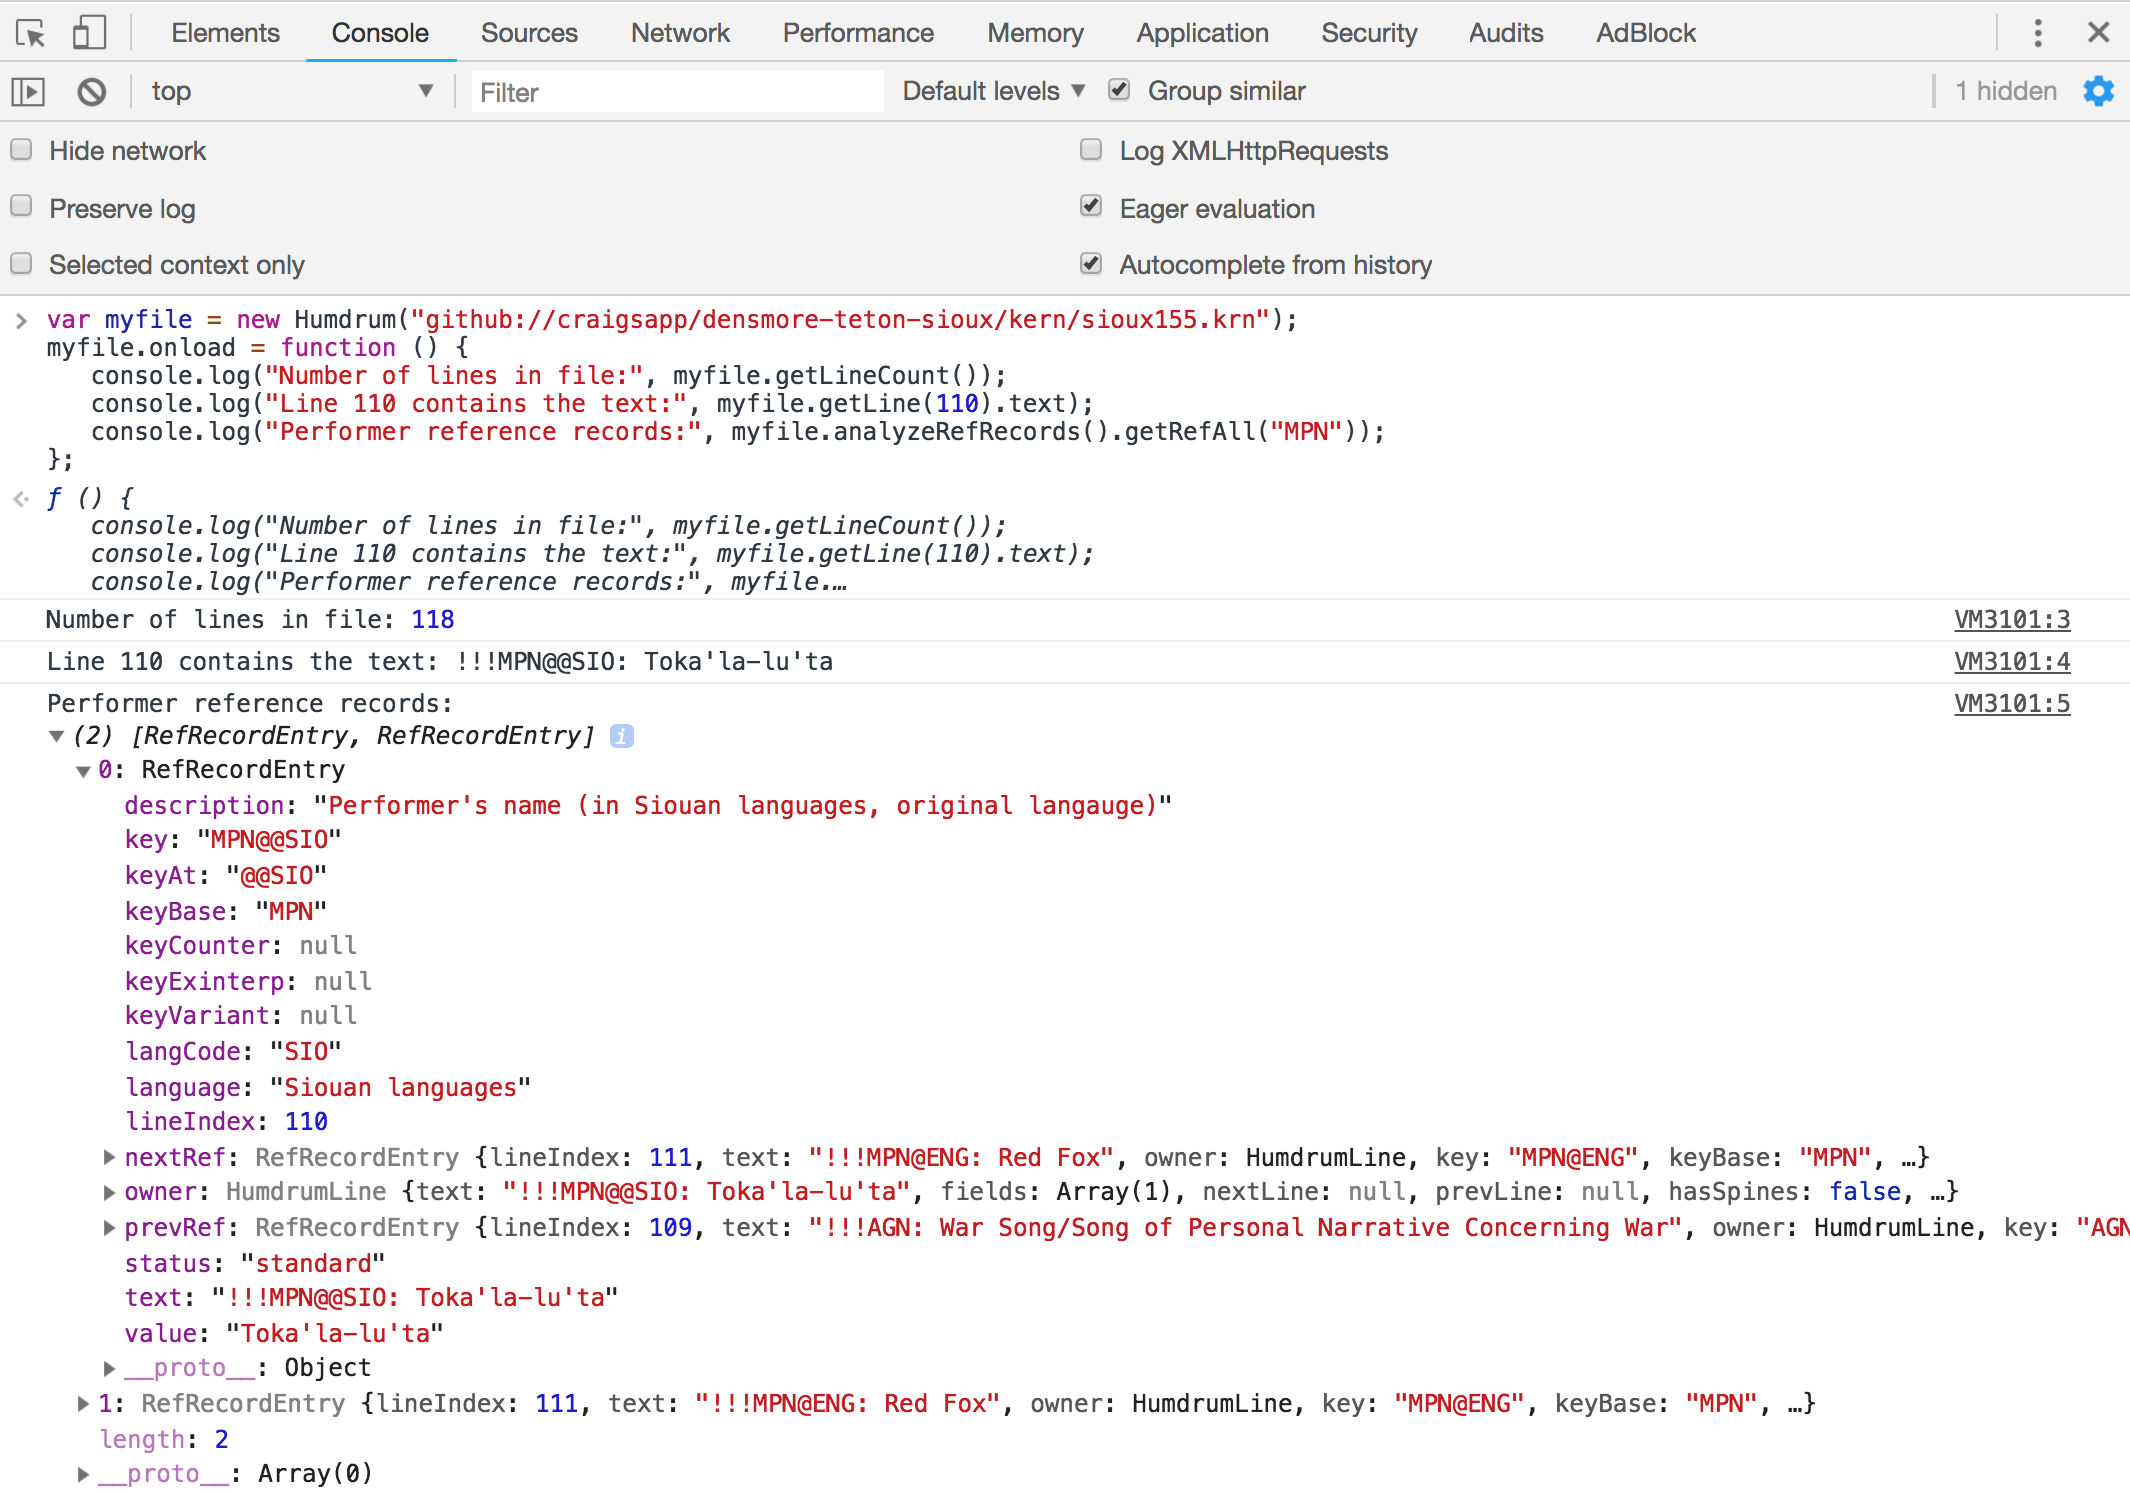 Elements Console Sources Network Performance Memory Application Security Audits AdBlock
top Filter Default levels Group similar 1 hidden
Hide network Log XMLHttpRequests
Preserve log Eager evaluation
Selected context only Autocomplete from history
var myfile = new Humdrum("github://craigsapp/densmore-teton-sioux/kern/sioux155.krn");
myfile.onload = function () {
   console.log("Number of lines in file:", myfile.getLineCount());
   console.log("Line 110 contains the text:", myfile.getLine(110).text);
   console.log("Performer reference records:", myfile.analyzeRefRecords().getRefAll("MPN"));
};
f () {
   console.log("Number of lines in file:", myfile.getLineCount());
   console.log("Line 110 contains the text:", myfile.getLine(110).text);
   console.log("Performer reference records:", myfile.…
Number of lines in file: 118 VM3101:3
Line 110 contains the text: !!!MPN@@SIO: Toka'la-lu'ta VM3101:4
Performer reference records: VM3101:5
(2) [RefRecordEntry, RefRecordEntry] i
0: RefRecordEntry
description: "Performer's name (in Siouan languages, original langauge)"
key: "MPN@@SIO"
keyAt: "@@SIO"
keyBase: "MPN"
keyCounter: null
keyExinterp: null
keyVariant: null
langCode: "SIO"
language: "Siouan languages"
lineIndex: 110
nextRef: RefRecordEntry {lineIndex: 111, text: "!!!MPN@ENG: Red Fox", owner: HumdrumLine, key: "MPN@ENG", keyBase: "MPN", …}
owner: HumdrumLine {text: "!!!MPN@@SIO: Toka'la-lu'ta", fields: Array(1), nextLine: null, prevLine: null, hasSpines: false, …}
prevRef: RefRecordEntry {lineIndex: 109, text: "!!!AGN: War Song/Song of Personal Narrative Concerning War", owner: HumdrumLine, key: "AGN
status: "standard"
text: "!!!MPN@@SIO: Toka'la-lu'ta"
value: "Toka'la-lu'ta"
__proto__: Object
1: RefRecordEntry {lineIndex: 111, text: "!!!MPN@ENG: Red Fox", owner: HumdrumLine, key: "MPN@ENG", keyBase: "MPN", …}
length: 2
__proto__: Array(0)